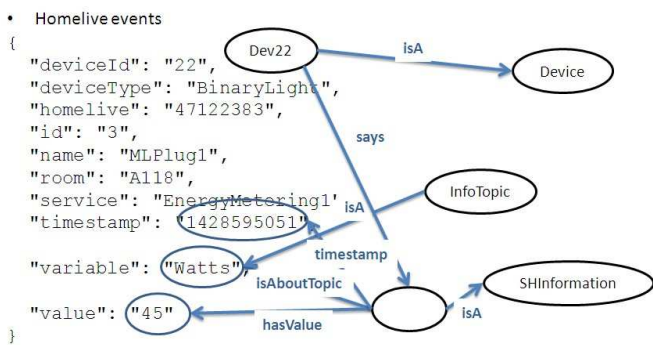 • Homelive events
{
"deviceId": "22",
"deviceType": "BinaryLight",
"homelive": "47122383",
"id": "3",
"name": "MLPlug1",
"room": "A118",
"service": "EnergyMetering1'
"timestamp": "1428595051"
"variable": "Watts",
"value": "45"
}
Dev22
isA
Device
says
InfoTopic
isA
timestamp
isAboutTopic
SHInformation
isA
hasValue